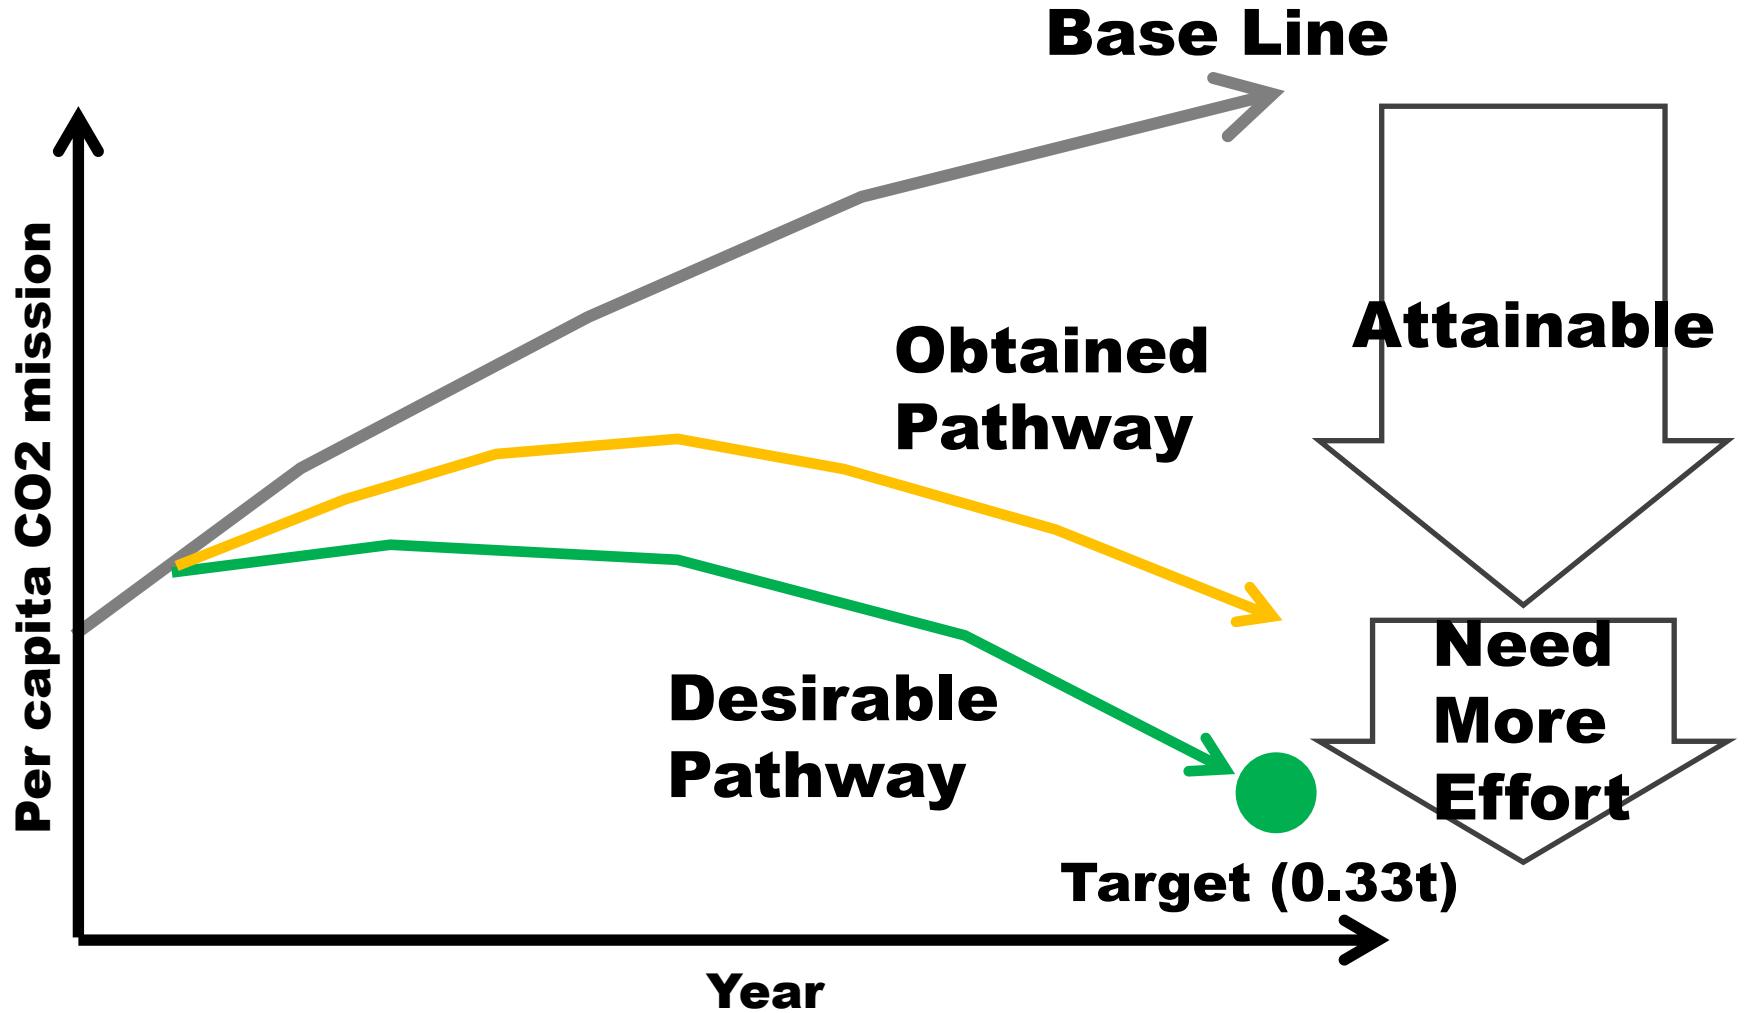 Base Line
Per capita CO2 mission
Obtained
Pathway
Attainable
Desirable
Pathway
Need
More
Effort
Target (0.33t)
Year